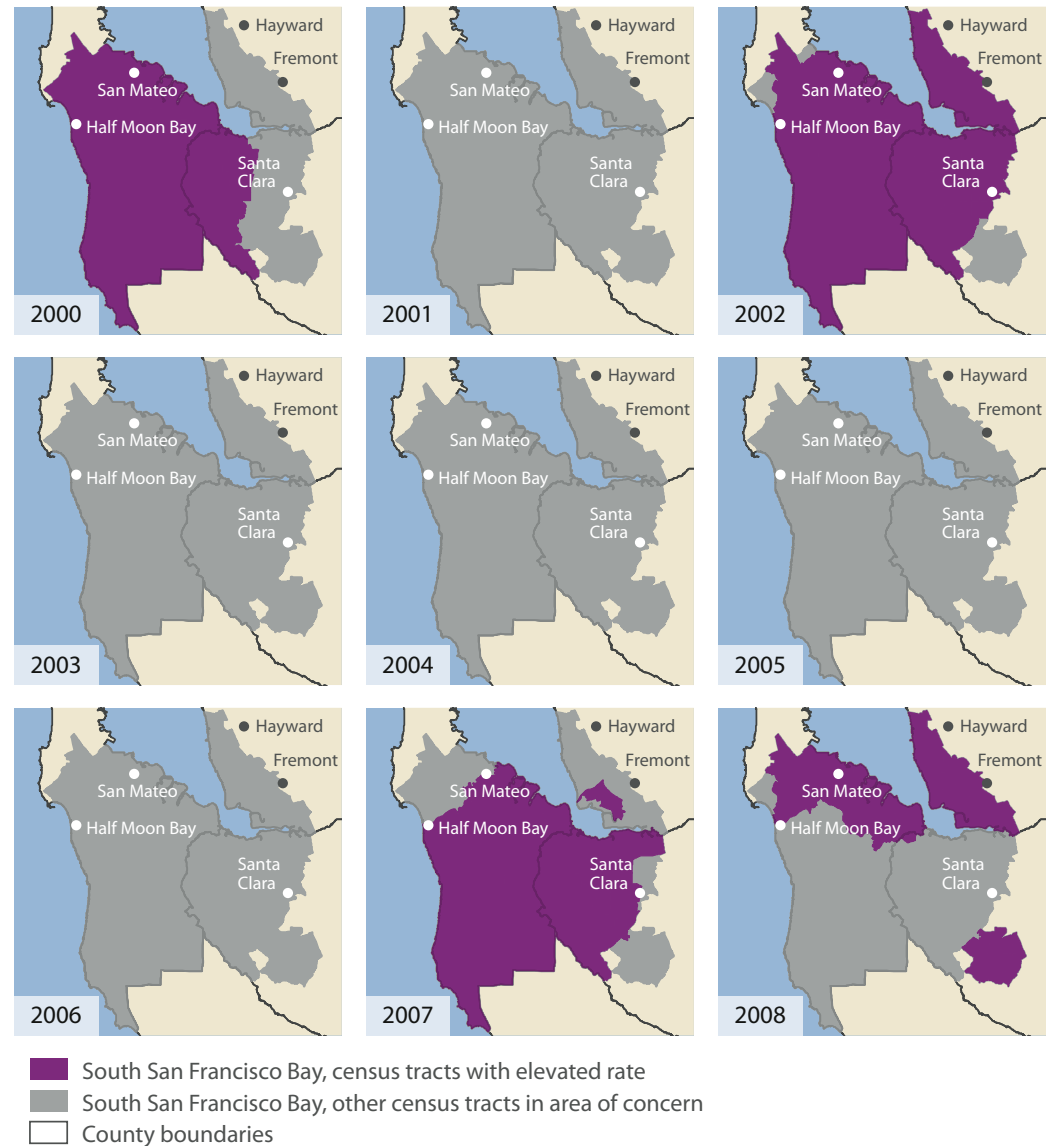 Hayward
Fremont
San Mateo
Half Moon Bay
Santa
Clara
2000
Hayward
Fremont
San Mateo
Half Moon Bay
Santa
Clara
2001
Hayward
Fremont
San Mateo
Half Moon Bay
Santa
Clara
2002
Hayward
Fremont
San Mateo
Half Moon Bay
Santa
Clara
2003
Hayward
Fremont
San Mateo
Half Moon Bay
Santa
Clara
2004
Hayward
Fremont
San Mateo
Half Moon Bay
Santa
Clara
2005
Hayward
Fremont
San Mateo
Half Moon Bay
Santa
Clara
2006
Hayward
Fremont
San Mateo
Half Moon Bay
Santa
Clara
2007
Hayward
Fremont
San Mateo
Half Moon Bay
Santa
Clara
2008
South San Francisco Bay, census tracts with elevated rate
South San Francisco Bay, other census tracts in area of concern
County boundaries